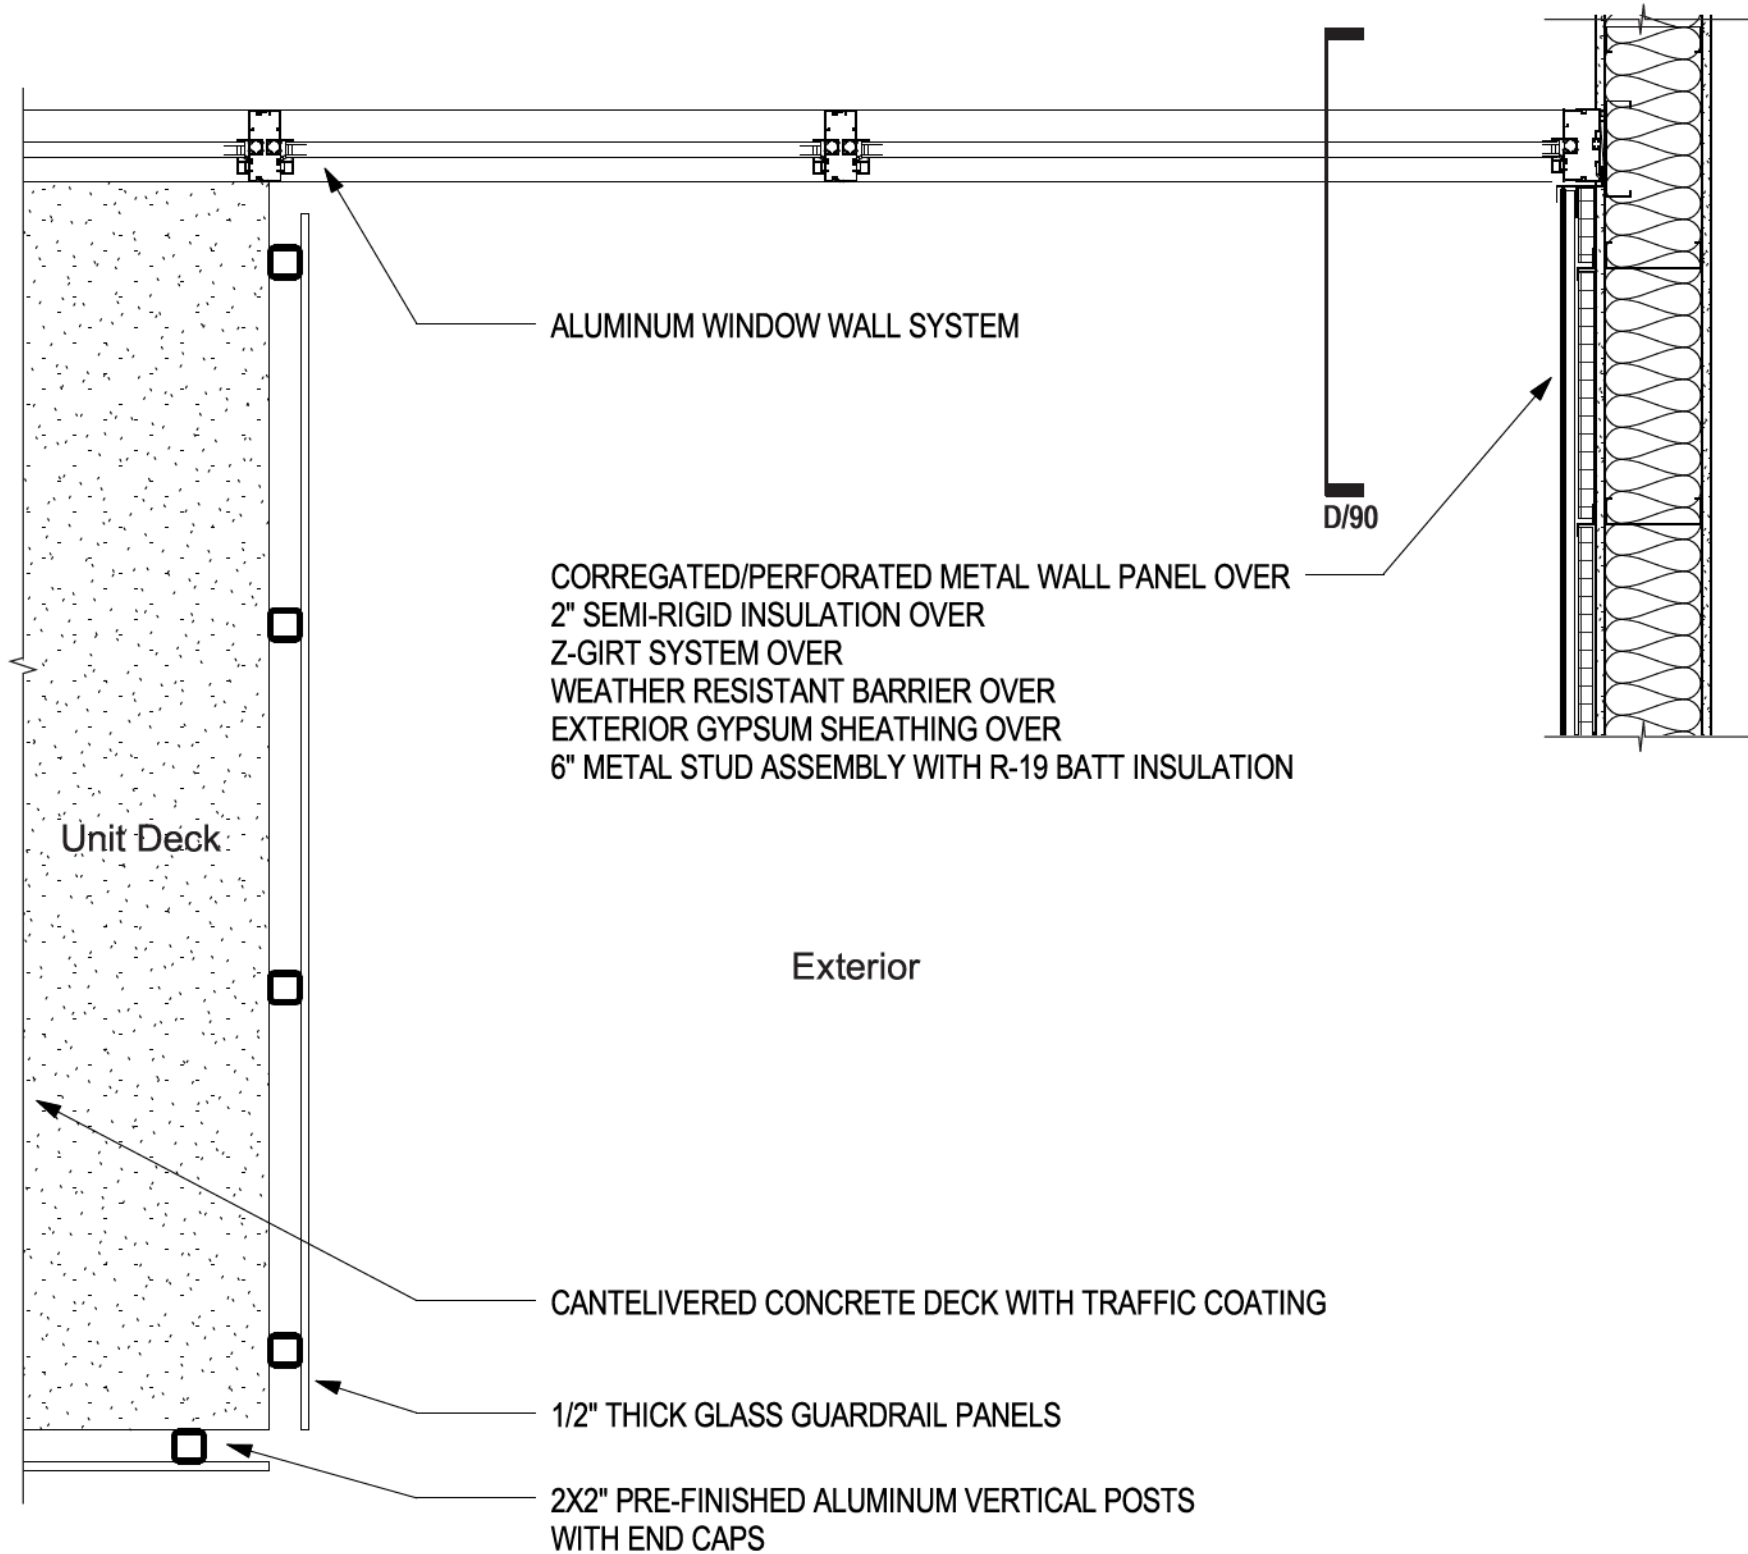 ALUMINUM WINDOW WALL SYSTEM
D/90
CORREGATED/PERFORATED METAL WALL PANEL OVER
2" SEMI-RIGID INSULATION OVER
Z-GIRT SYSTEM OVER
WEATHER RESISTANT BARRIER OVER
EXTERIOR GYPSUM SHEATHING OVER
6" METAL STUD ASSEMBLY WITH R-19 BATT INSULATION
Unit Deck
Exterior
CANTELIVERED CONCRETE DECK WITH TRAFFIC COATING
1/2" THICK GLASS GUARDRAIL PANELS
2X2" PRE-FINISHED ALUMINUM VERTICAL POSTS
WITH END CAPS